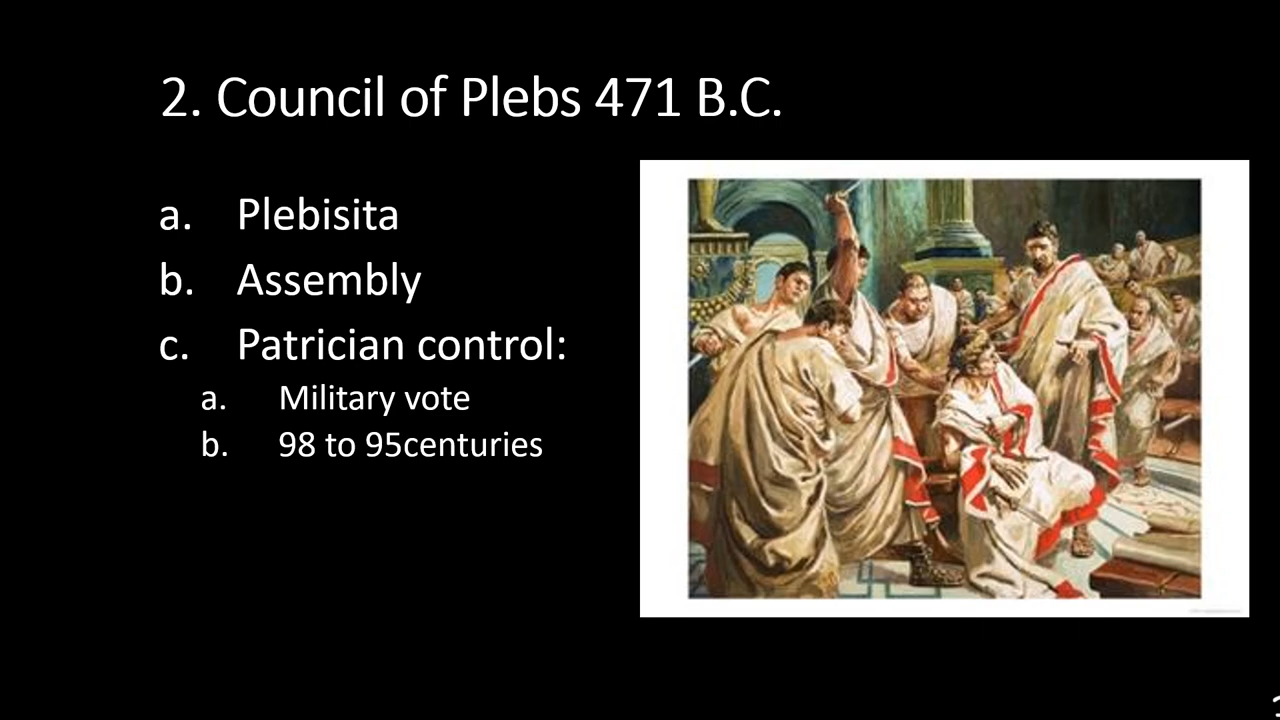 2. Council of Plebs 471 B.C.
a. Plebisita
b. Assembly
c. Patrician control:
a. Military vote
b. 98 to 95centuries